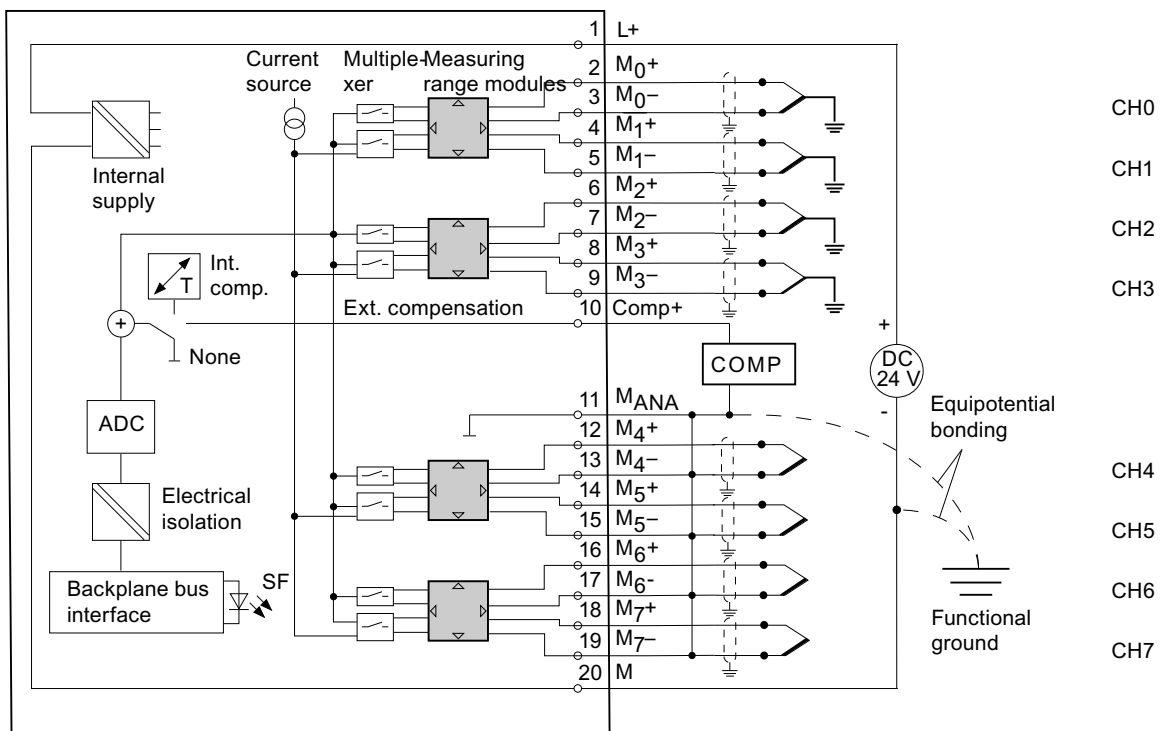 1 L+
Current
source
Multiple-
xer
Measuring
range modules
2 M0+
3 M0−
CH0
4 M1+
5 M1−
CH1
Internal
supply
6 M2+
7 M2−
CH2
8 M3+
9 M3−
CH3
T
Int.
comp.
Ext. compensation
10 Comp+
+
None
COMP
+
DC
24 V
-
11 MANA
Equipotential
bonding
ADC
12 M4+
13 M4−
CH4
Electrical
isolation
14 M5+
15 M5−
CH5
16 M6+
17 M6-
CH6
Backplane bus
interface
SF
18 M7+
19 M7−
CH7
Functional
ground
20 M